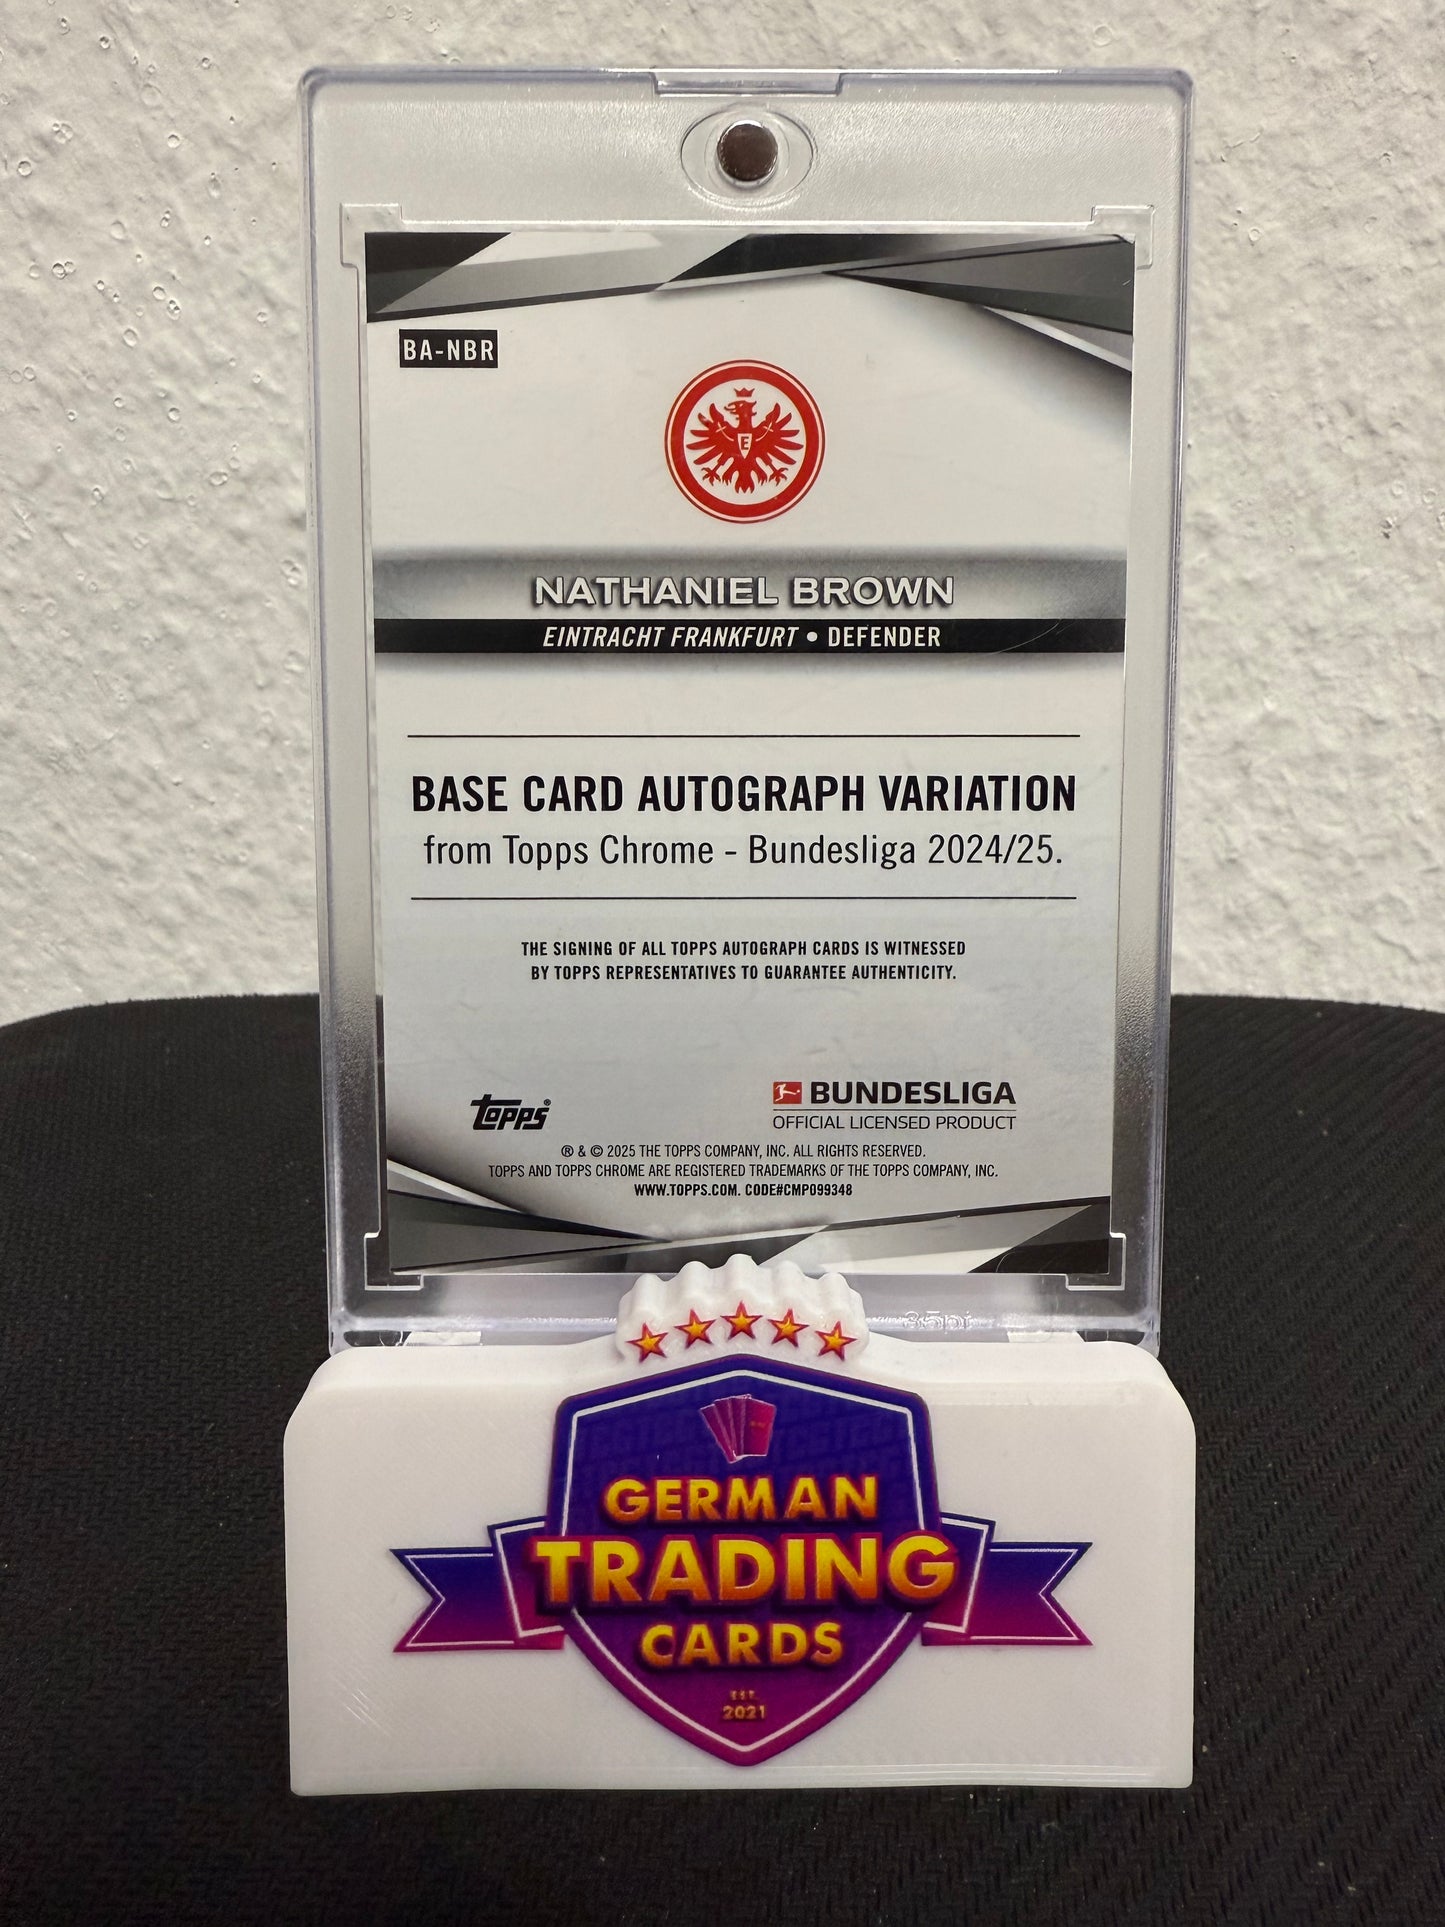 BA-NBR
E
NATHANIEL BROWN
EINTRACHT FRANKFURT • DEFENDER
BASE CARD AUTOGRAPH VARIATION
from Topps Chrome - Bundesliga 2024/25.
THE SIGNING OF ALL TOPPS AUTOGRAPH CARDS IS WITNESSED
BY TOPPS REPRESENTATIVES TO GUARANTEE AUTHENTICITY.
topps®
BUNDESLIGA
OFFICIAL LICENSED PRODUCT
® & © 2025 THE TOPPS COMPANY, INC. ALL RIGHTS RESERVED.
TOPPS AND TOPPS CHROME ARE REGISTERED TRADEMARKS OF THE TOPPS COMPANY, INC.
WWW.TOPPS.COM. CODE#CMP099348
35pt
GERMAN
TRADING
CARDS
EST.
2021